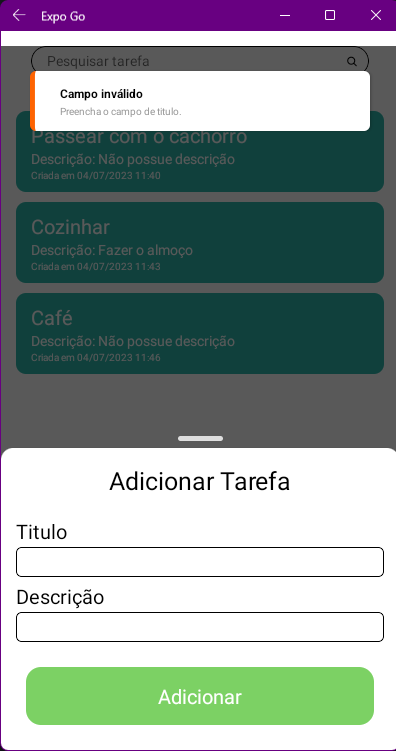 Expo Go
Pesquisar tarefa
Campo inválido
Preencha o campo de titulo.
Passear com o cachorro
Descrição: Não possue descrição
Criada em 04/07/2023 11:40
Cozinhar
Descrição: Fazer o almoço
Criada em 04/07/2023 11:43
Café
Descrição: Não possue descrição
Criada em 04/07/2023 11:46
Adicionar Tarefa
Titulo
Descrição
Adicionar